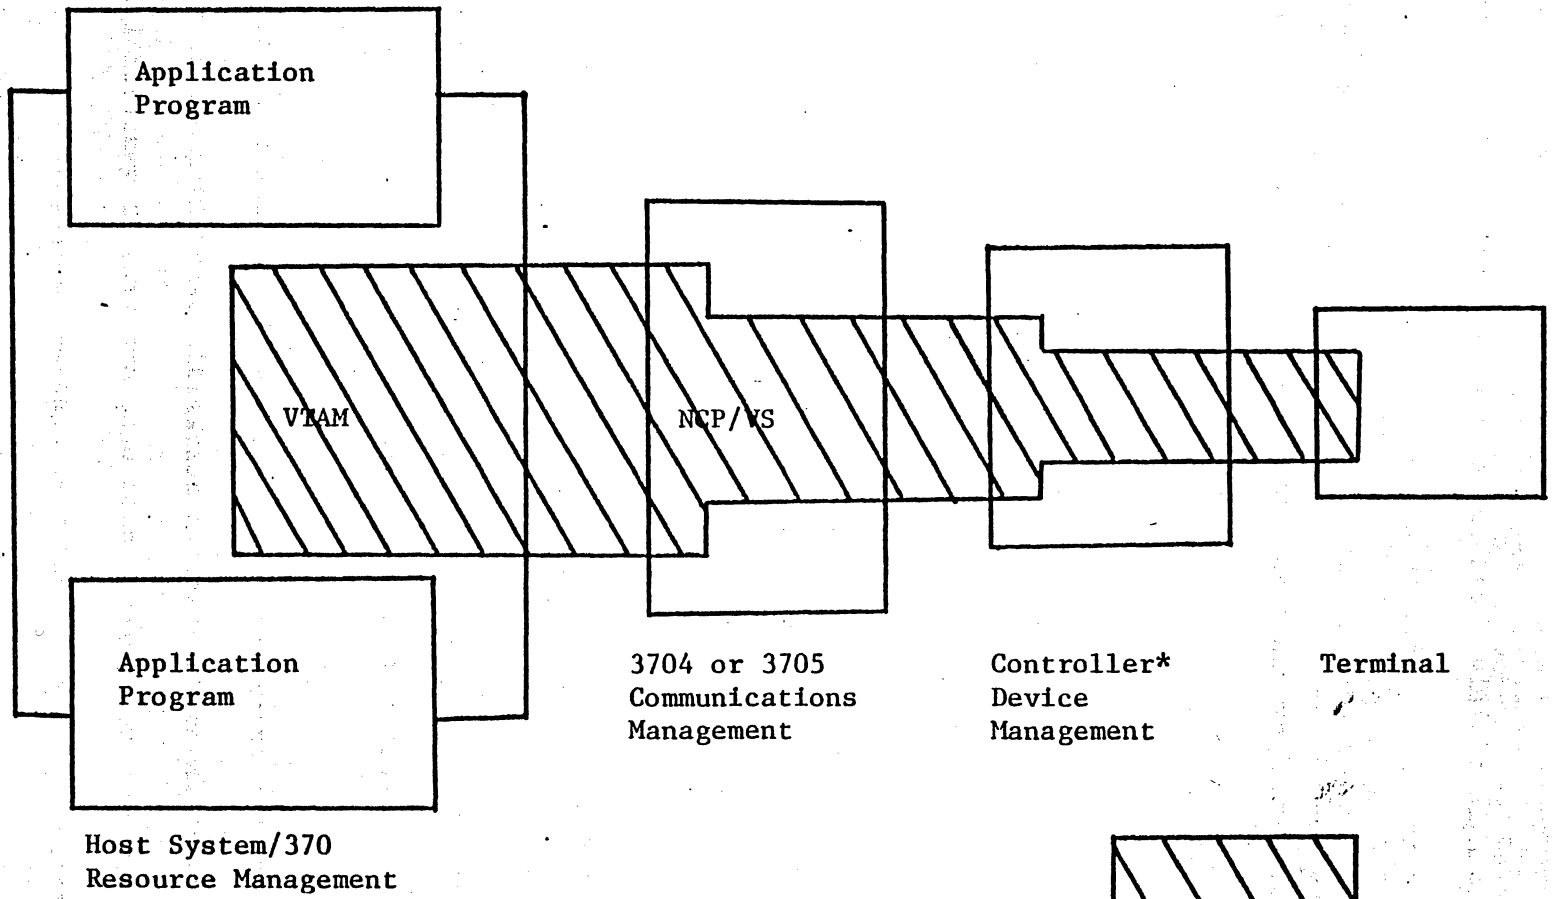 Application
Program
VTAM
NCP/VS
Application
Program
3704 or 3705
Communications
Management
Controller*
Device
Management
Terminal
Host System/370
Resource Management